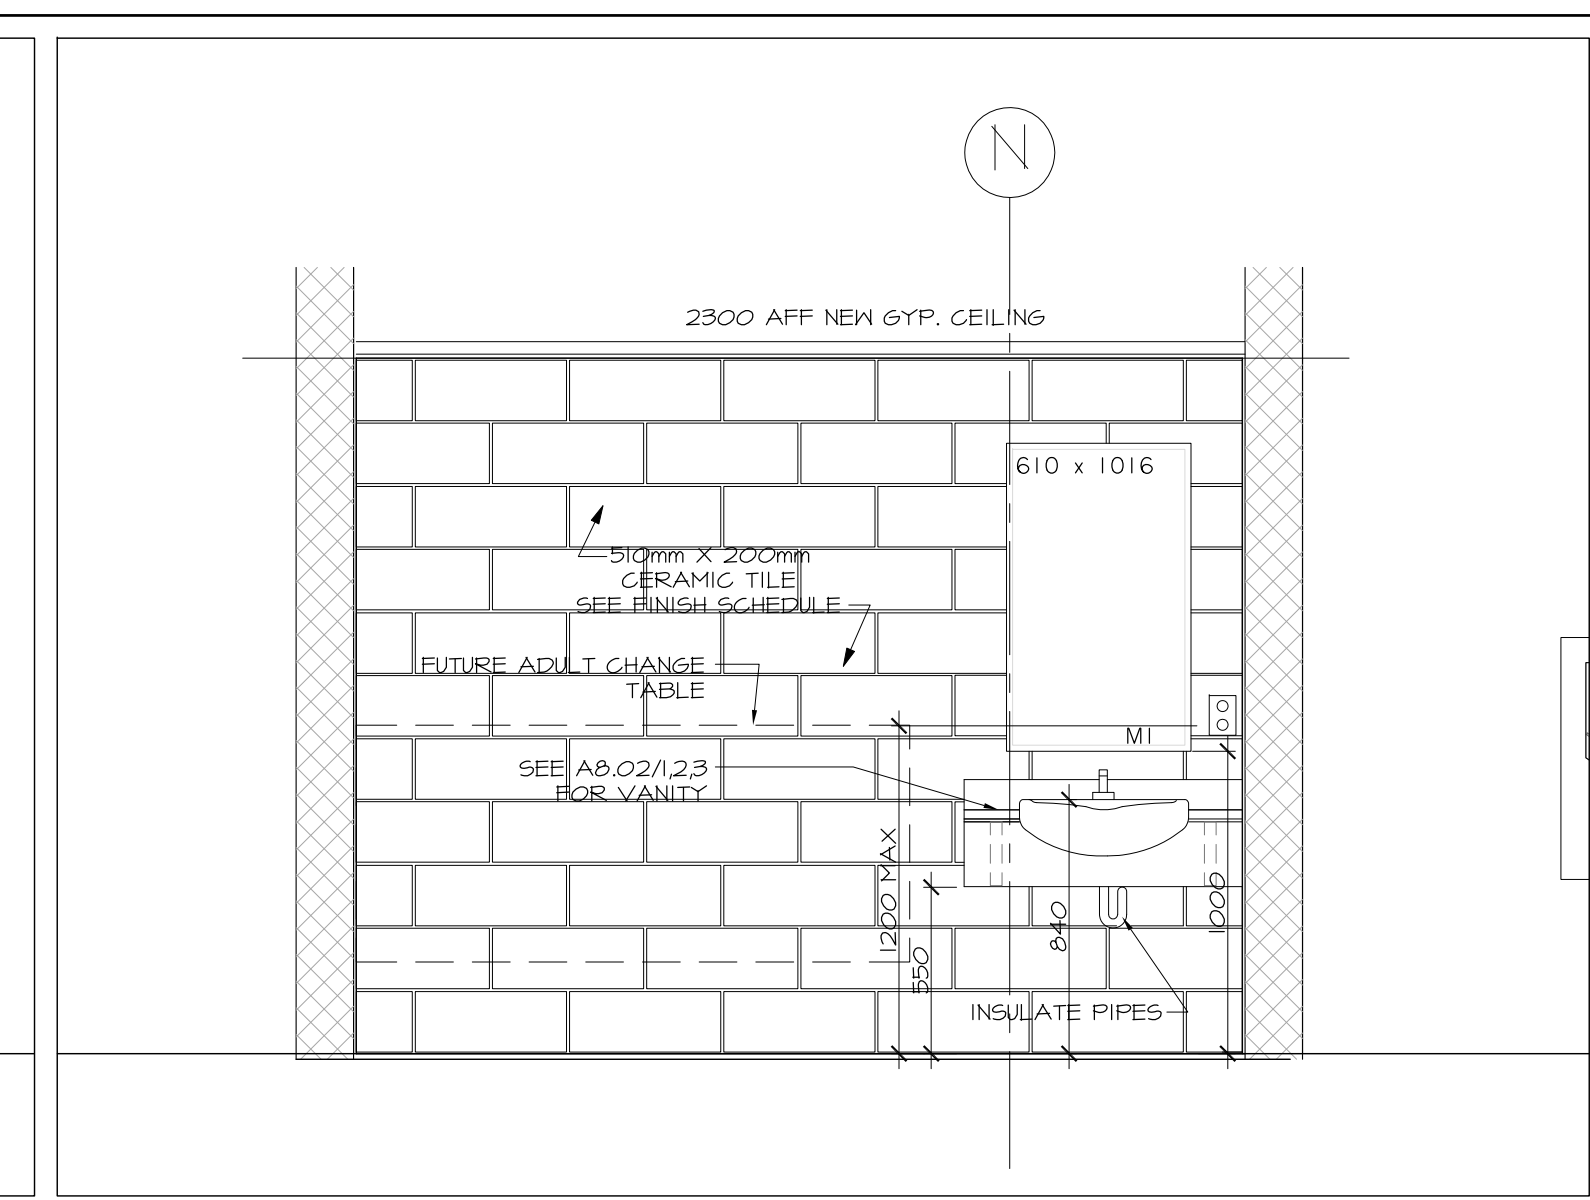 N
2300 AFF NEW GYP. CEILING
610 x 1016
510mm X 200mm
CERAMIC TILE
SEE FINISH SCHEDULE
FUTURE ADULT CHANGE
TABLE
M1
SEE A8.02/1,2,3
FOR VANITY
1200 MAX
550
840
1000
INSULATE PIPES